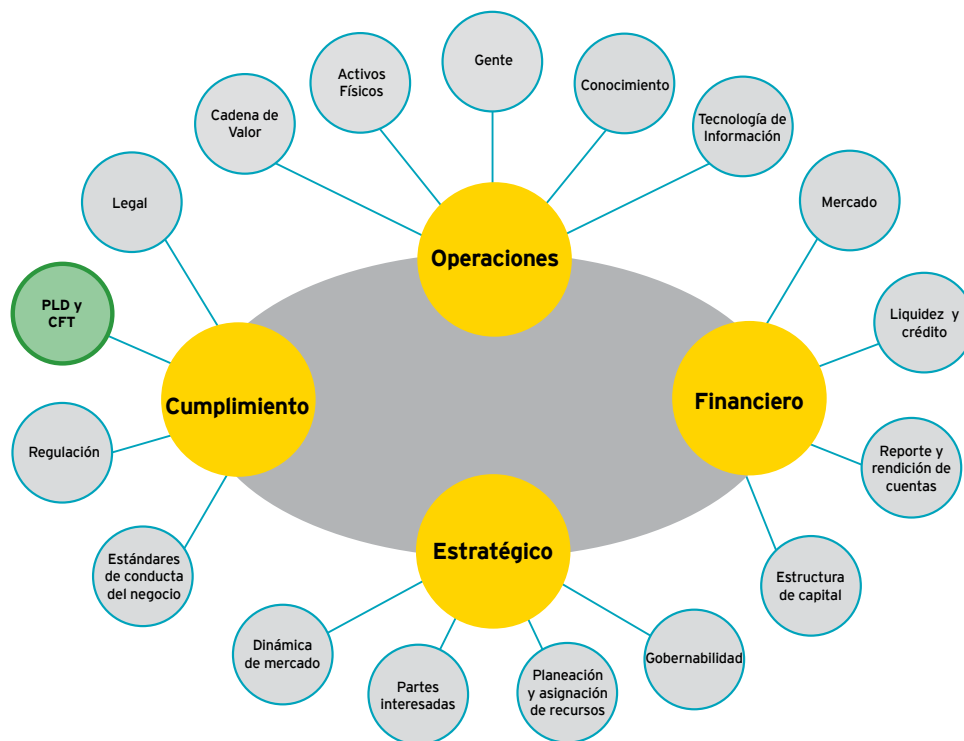 Gente
Activos
Físicos
Conocimiento
Cadena de
Valor
Tecnología de
Información
Legal
Mercado
Operaciones
PLD y
CFT
Liquidez y
crédito
Cumplimiento
Financiero
Regulación
Reporte y
rendición de
cuentas
Estratégico
Estándares
de conducta
del negocio
Estructura
de capital
Dinámica
de mercado
Partes
interesadas
Planeación
y asignación
de recursos
Gobernabilidad